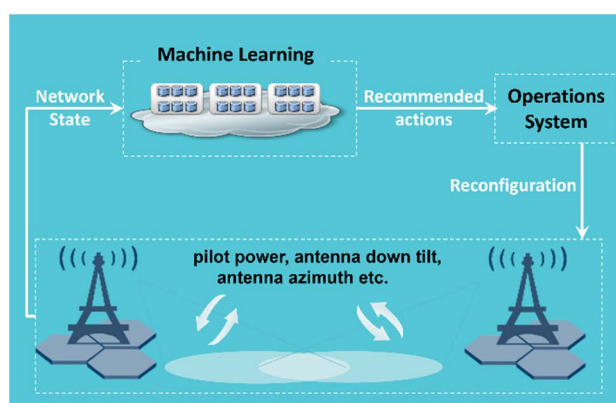 Machine Learning
Network
State
Recommended
actions
Operations
System
Reconfiguration
pilot power, antenna down tilt,
antenna azimuth etc.